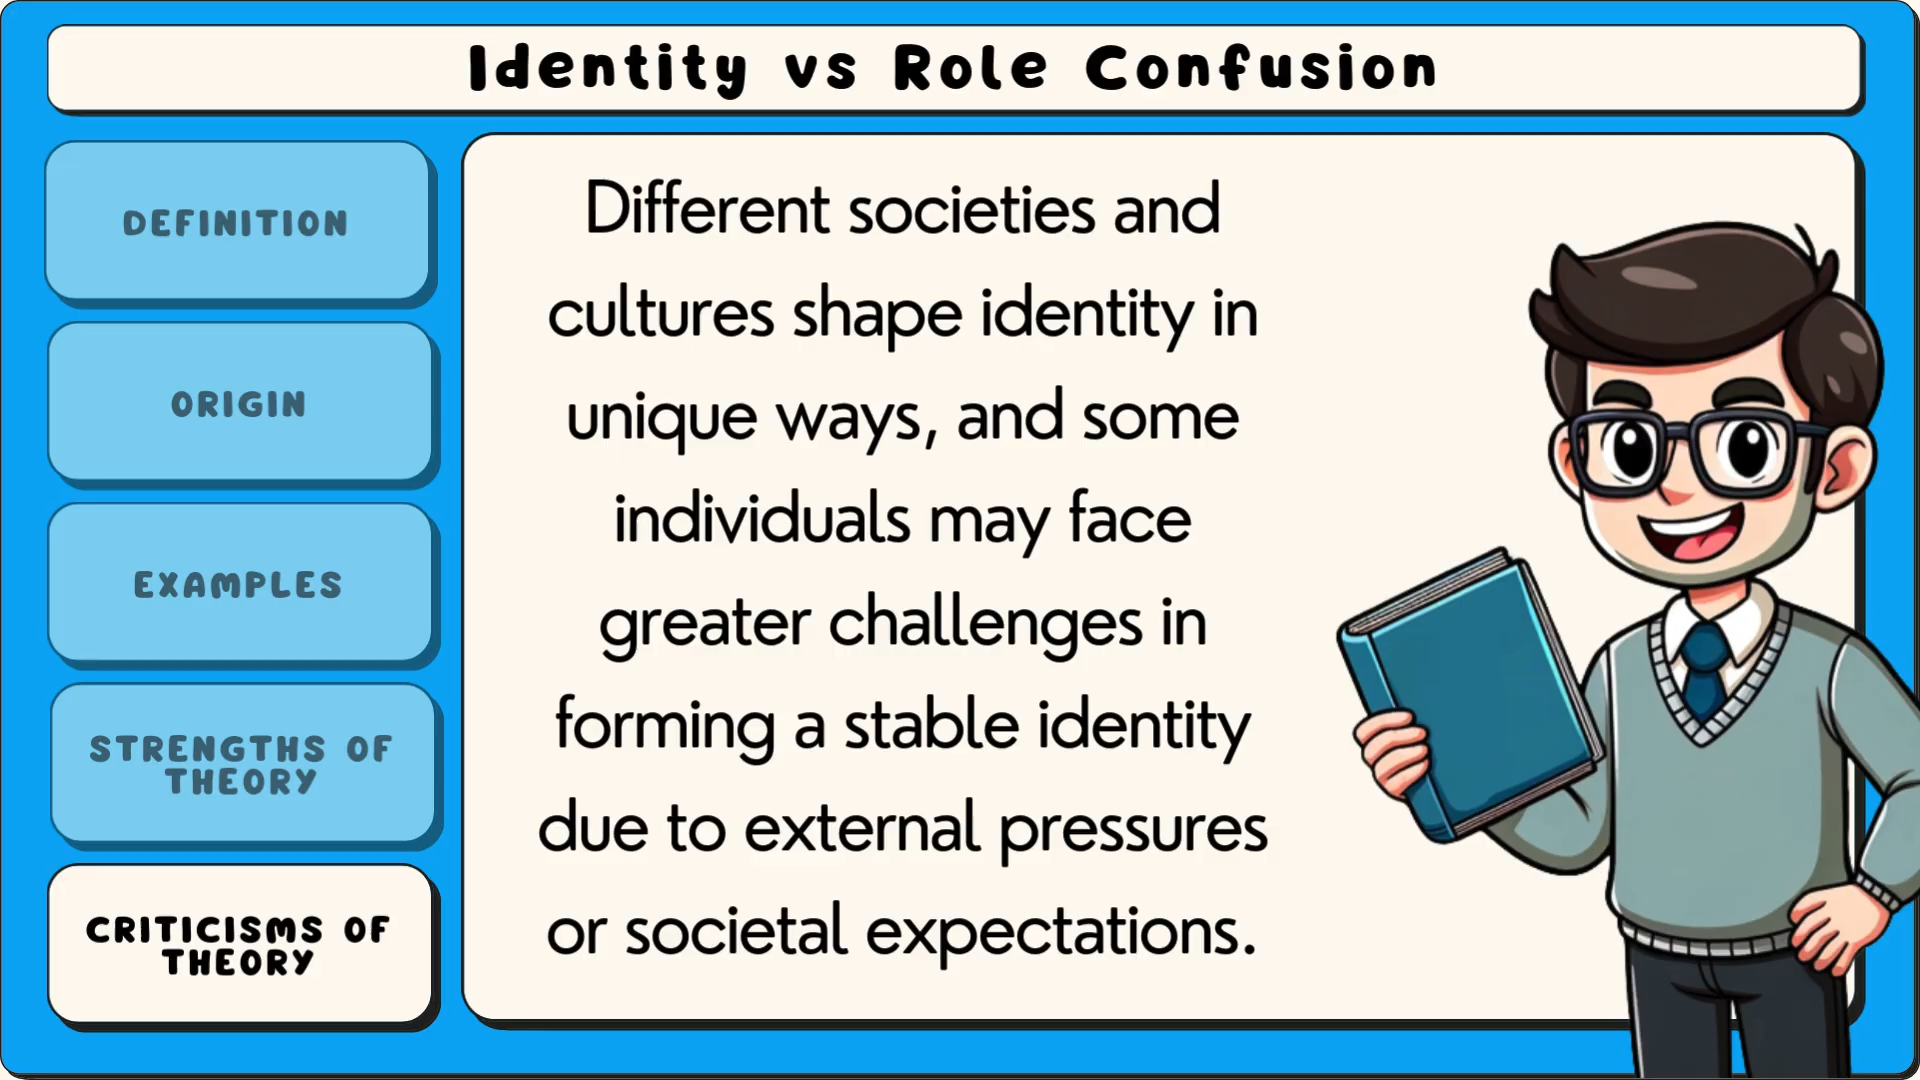 Identity vs Role Confusion
DEFINITION
ORIGIN
EXAMPLES
STRENGTHS OF
THEORY
CRITICISMS OF
THEORY
Different societies and
cultures shape identity in
unique ways, and some
individuals may face
greater challenges in
forming a stable identity
due to external pressures
or societal expectations.